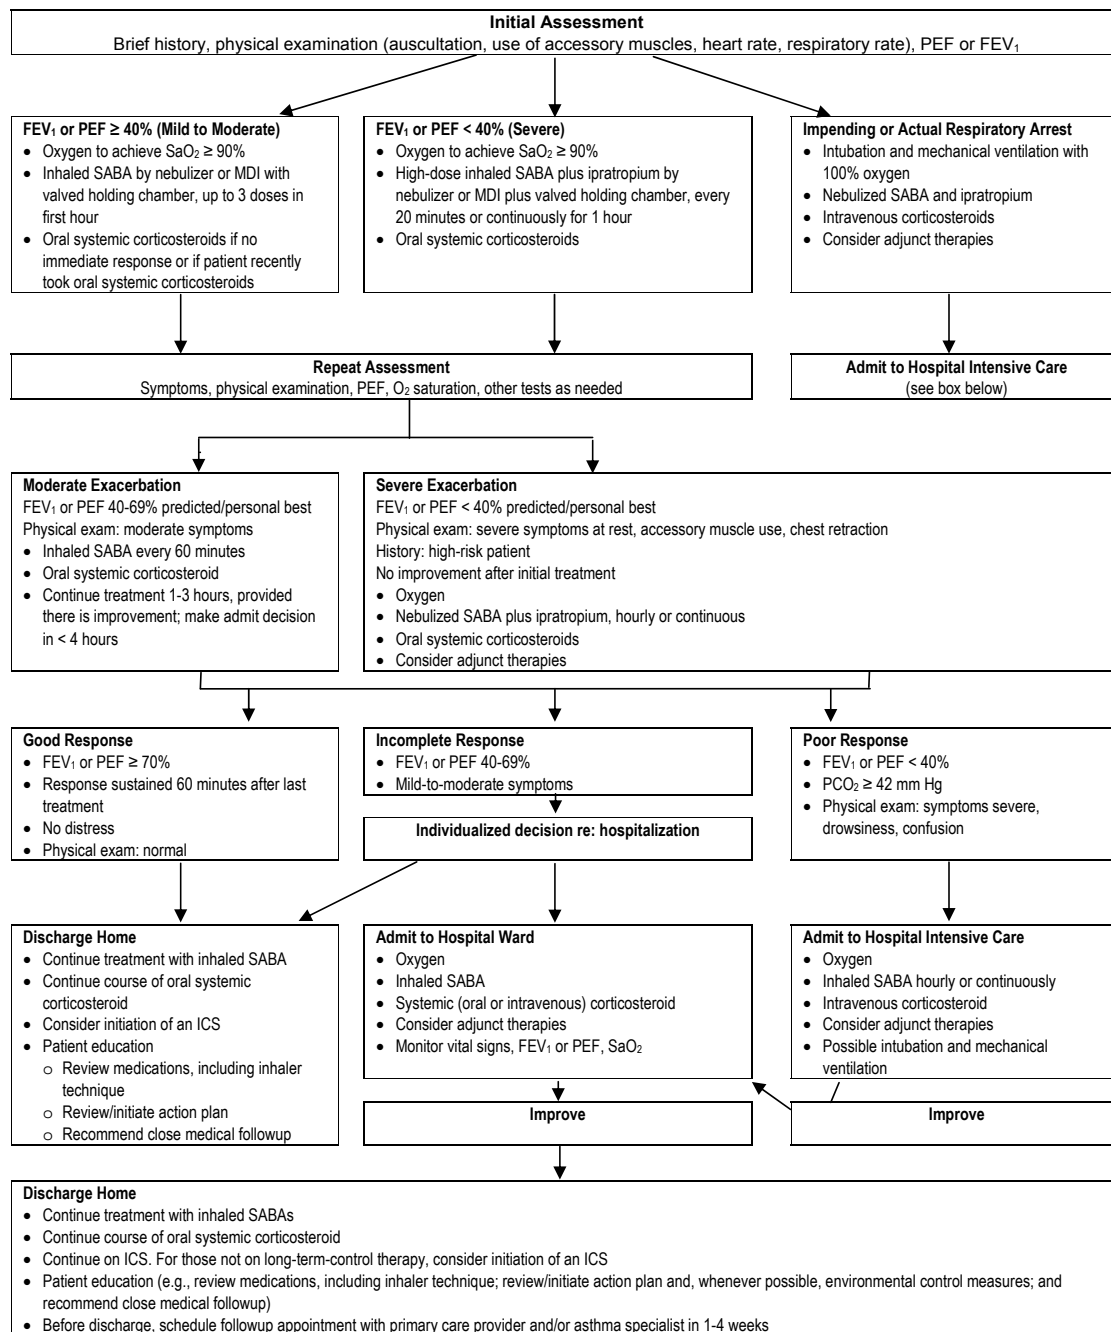 Initial Assessment
Brief history, physical examination (auscultation, use of accessory muscles, heart rate, respiratory rate), PEF or FEV₁
FEV₁ or PEF ≥ 40% (Mild to Moderate)
• Oxygen to achieve SaO₂ ≥ 90%
• Inhaled SABA by nebulizer or MDI with
valved holding chamber, up to 3 doses in
first hour
• Oral systemic corticosteroids if no
immediate response or if patient recently
took oral systemic corticosteroids
FEV₁ or PEF < 40% (Severe)
• Oxygen to achieve SaO₂ ≥ 90%
• High-dose inhaled SABA plus ipratropium by
nebulizer or MDI plus valved holding chamber, every
20 minutes or continuously for 1 hour
• Oral systemic corticosteroids
Impending or Actual Respiratory Arrest
• Intubation and mechanical ventilation with
100% oxygen
• Nebulized SABA and ipratropium
• Intravenous corticosteroids
• Consider adjunct therapies
Repeat Assessment
Symptoms, physical examination, PEF, O₂ saturation, other tests as needed
Admit to Hospital Intensive Care
(see box below)
Moderate Exacerbation
FEV₁ or PEF 40-69% predicted/personal best
Physical exam: moderate symptoms
• Inhaled SABA every 60 minutes
• Oral systemic corticosteroid
• Continue treatment 1-3 hours, provided
there is improvement; make admit decision
in < 4 hours
Severe Exacerbation
FEV₁ or PEF < 40% predicted/personal best
Physical exam: severe symptoms at rest, accessory muscle use, chest retraction
History: high-risk patient
No improvement after initial treatment
• Oxygen
• Nebulized SABA plus ipratropium, hourly or continuous
• Oral systemic corticosteroids
• Consider adjunct therapies
Good Response
• FEV₁ or PEF ≥ 70%
• Response sustained 60 minutes after last
treatment
• No distress
• Physical exam: normal
Incomplete Response
• FEV₁ or PEF 40-69%
• Mild-to-moderate symptoms
Individualized decision re: hospitalization
Poor Response
• FEV₁ or PEF < 40%
• PCO₂ ≥ 42 mm Hg
• Physical exam: symptoms severe,
drowsiness, confusion
Discharge Home
• Continue treatment with inhaled SABA
• Continue course of oral systemic
corticosteroid
• Consider initiation of an ICS
• Patient education
o Review medications, including inhaler
technique
o Review/initiate action plan
o Recommend close medical followup
Admit to Hospital Ward
• Oxygen
• Inhaled SABA
• Systemic (oral or intravenous) corticosteroid
• Consider adjunct therapies
• Monitor vital signs, FEV₁ or PEF, SaO₂
Admit to Hospital Intensive Care
• Oxygen
• Inhaled SABA hourly or continuously
• Intravenous corticosteroid
• Consider adjunct therapies
• Possible intubation and mechanical
ventilation
Improve
Improve
Discharge Home
• Continue treatment with inhaled SABAs
• Continue course of oral systemic corticosteroid
• Continue on ICS. For those not on long-term-control therapy, consider initiation of an ICS
• Patient education (e.g., review medications, including inhaler technique; review/initiate action plan and, whenever possible, environmental control measures; and
recommend close medical followup)
• Before discharge, schedule followup appointment with primary care provider and/or asthma specialist in 1-4 weeks